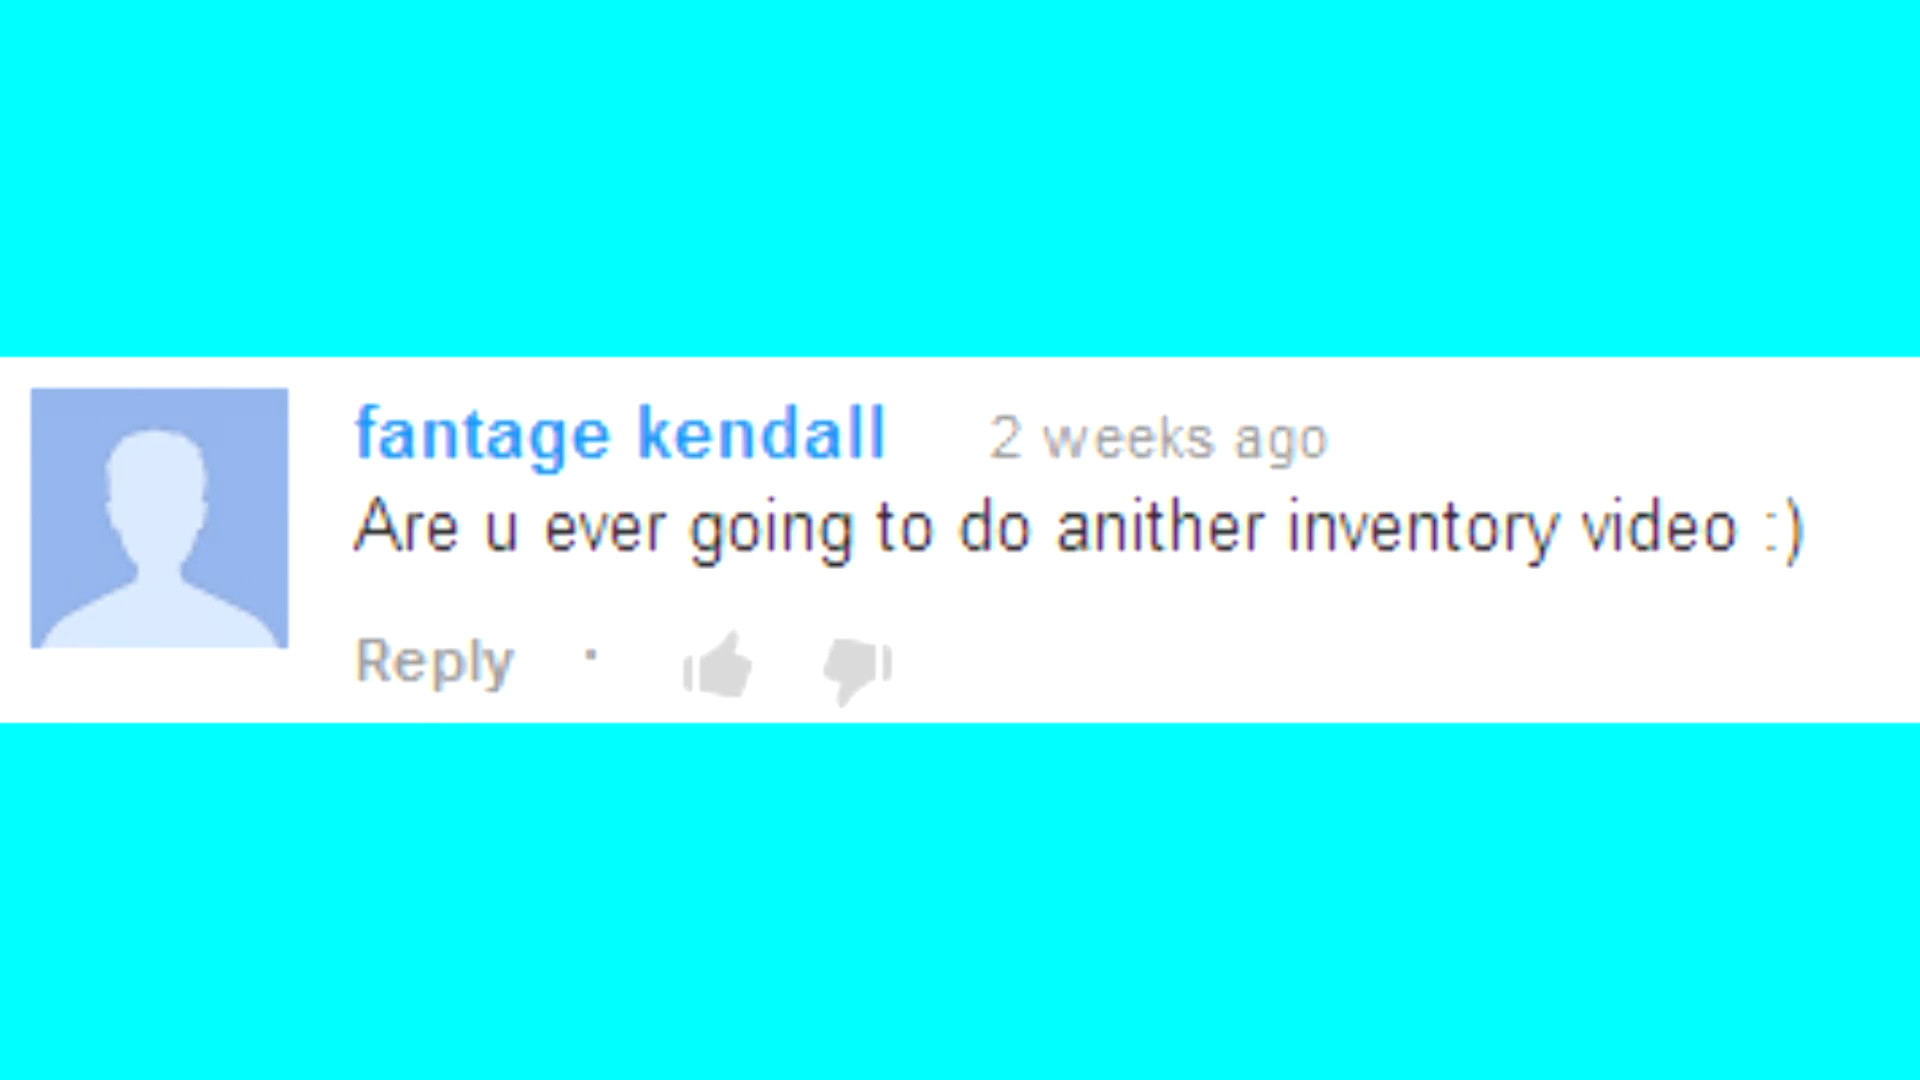 fantage kendall 2 weeks ago
Are u ever going to do anither inventory video :)
Reply ·